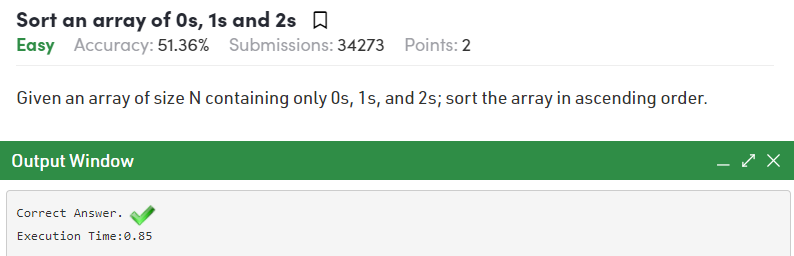 Sort an array of 0s, 1s and 2s
Easy Accuracy: 51.36% Submissions: 34273 Points: 2
Given an array of size N containing only 0s, 1s, and 2s; sort the array in ascending order.
Output Window
Correct Answer.
Execution Time:0.85